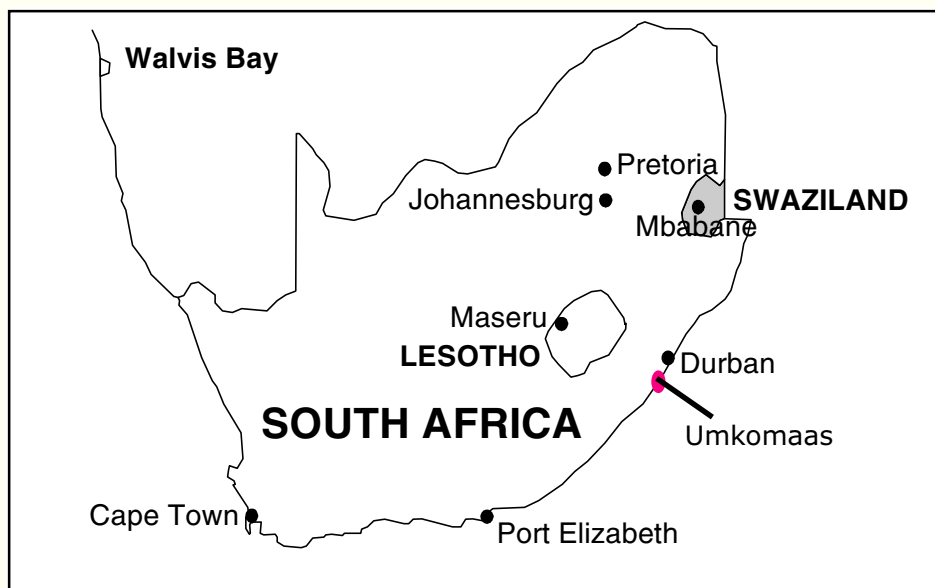 Walvis Bay
Pretoria
Johannesburg
SWAZILAND
Mbabane
Maseru
LESOTHO
Durban
SOUTH AFRICA
Umkomaas
Cape Town
Port Elizabeth